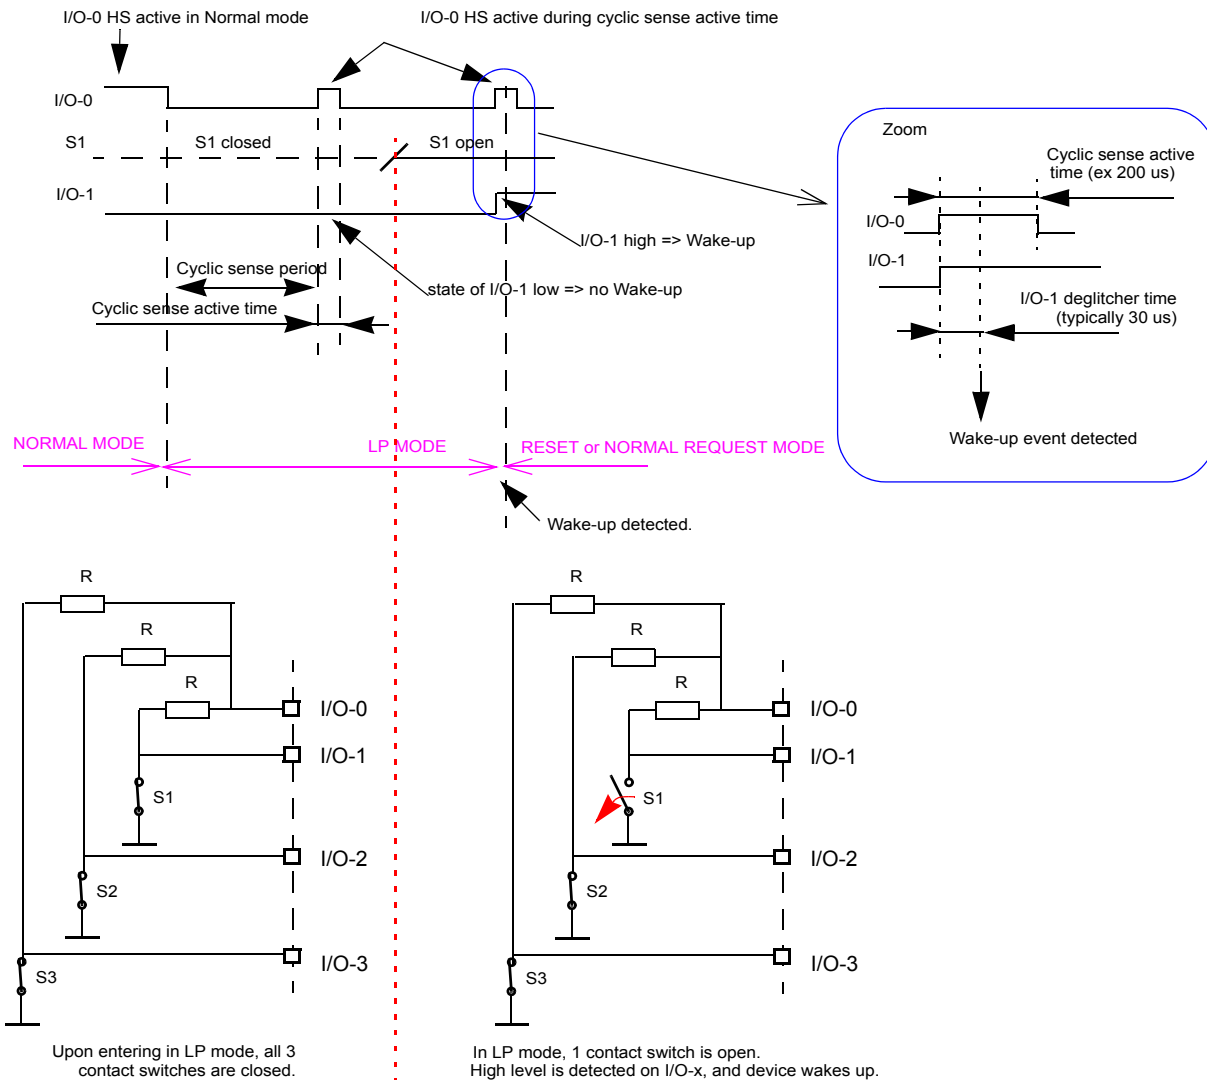 I/O-0 HS active in Normal mode
I/O-0 HS active during cyclic sense active time
I/O-0
S1
S1 closed
S1 open
I/O-1
I/O-1 high => Wake-up
Cyclic sense period
state of I/O-1 low => no Wake-up
Cyclic sense active time
Zoom
Cyclic sense active
time (ex 200 us)
I/O-0
I/O-1
I/O-1 deglitcher time
(typically 30 us)
Wake-up event detected
NORMAL MODE
LP MODE
RESET or NORMAL REQUEST MODE
Wake-up detected.
R
R
R
I/O-0
I/O-1
S1
I/O-2
S2
I/O-3
S3
Upon entering in LP mode, all 3
contact switches are closed.
R
R
R
I/O-0
I/O-1
S1
I/O-2
S2
I/O-3
S3
In LP mode, 1 contact switch is open.
High level is detected on I/O-x, and device wakes up.